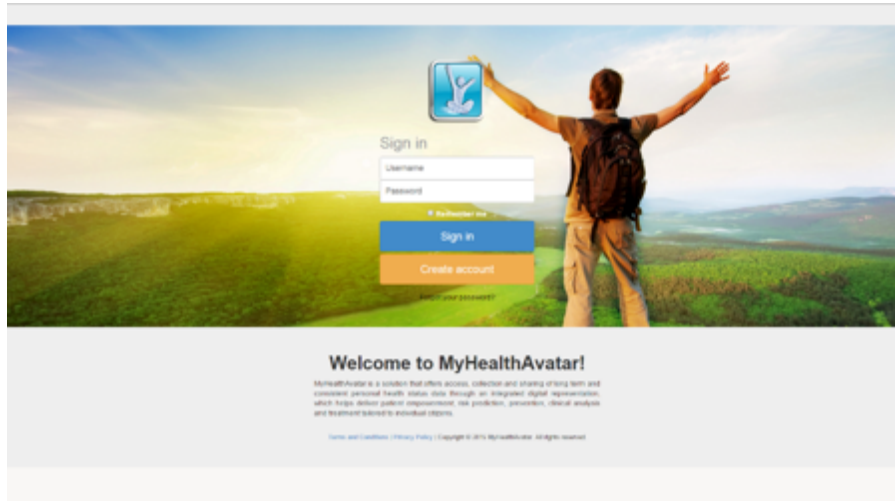 Sign in
Username
Password
Remember me
Sign in
Create account
Forgot your password?
Welcome to MyHealthAvatar!
MyHealthAvatar is a solution that offers access, collection and sharing of long term and
consistent personal health status data through an integrated digital representation,
which helps deliver patient empowerment, risk prediction, prevention, clinical analysis
and treatment tailored to individual citizens.
Terms and Conditions | Privacy Policy | Copyright © MyHealthAvatar. All rights reserved.